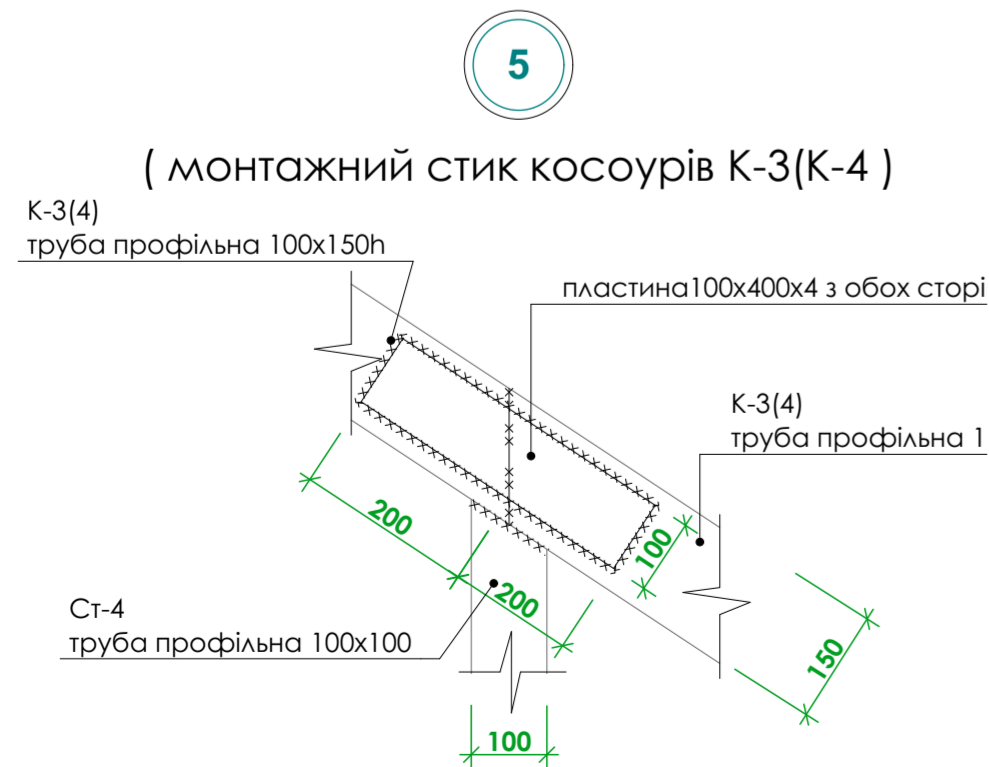 5
( монтажний стик косоурів К-3(К-4 )
К-3(4)
труба профільна 100х150h
пластина100х400х4 з обох сторі
К-3(4)
труба профільна 1
200
200
100
150
Ст-4
труба профільна 100х100
100